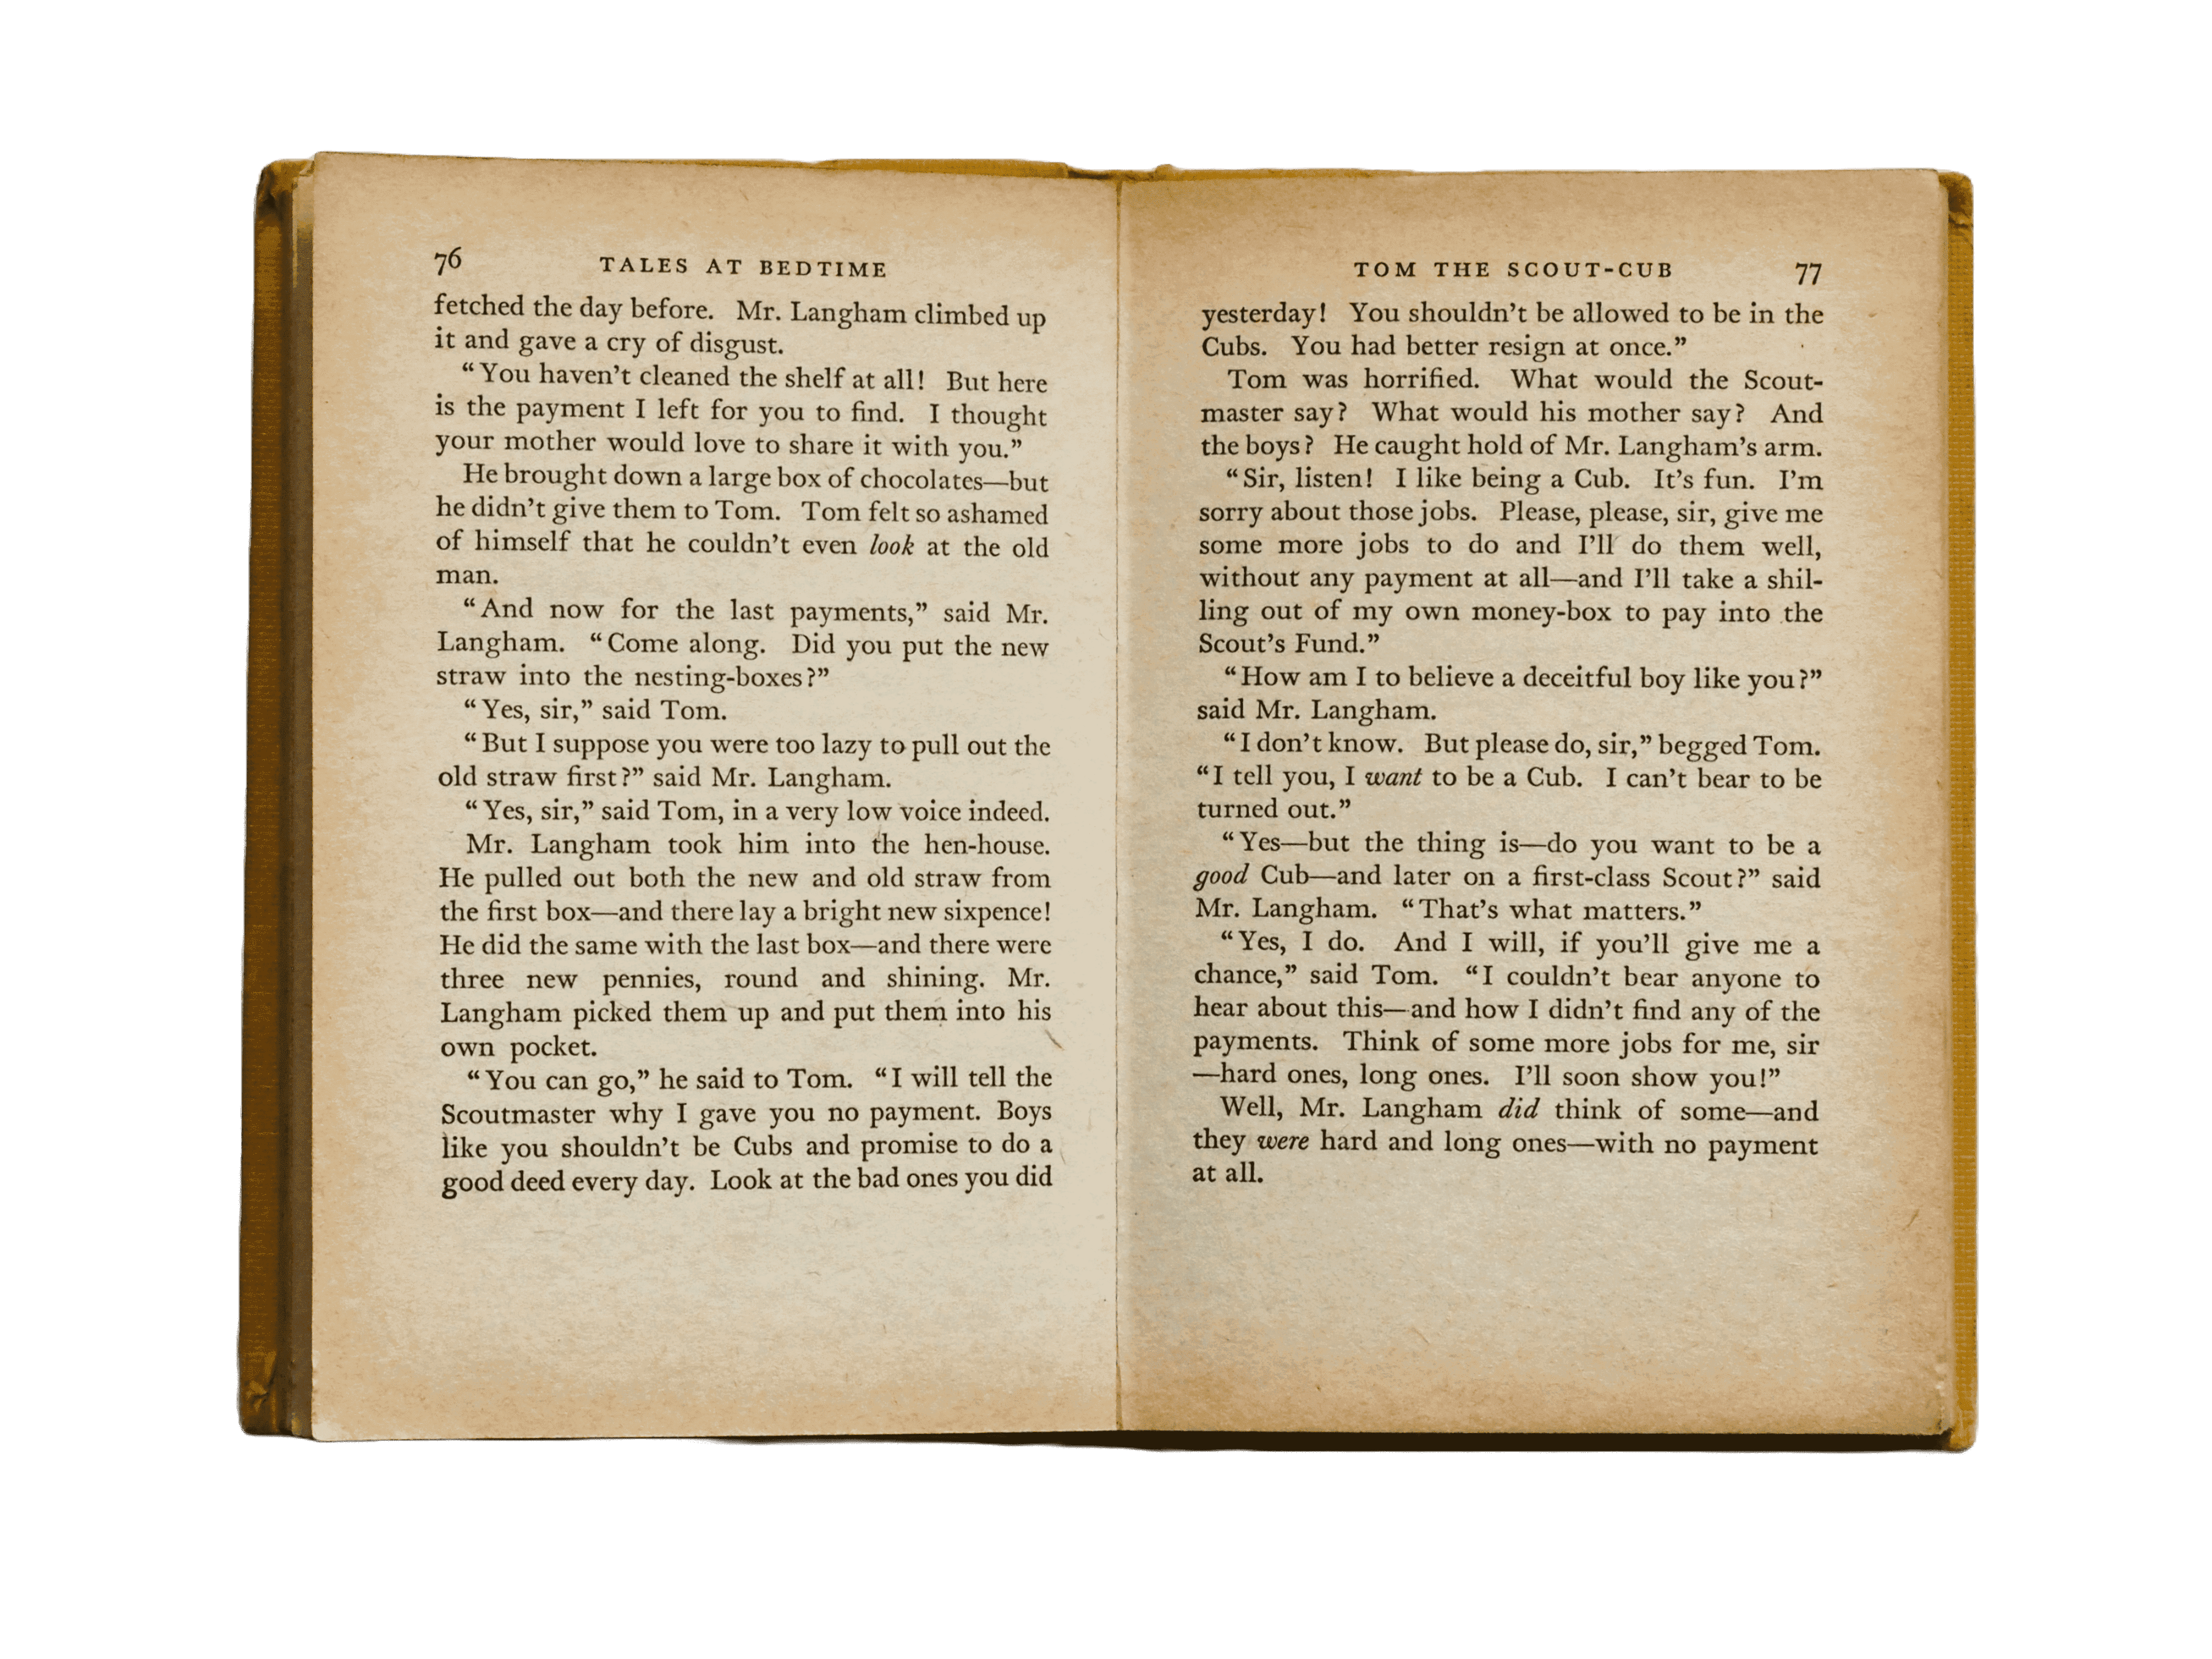 76 TALES AT BEDTIME
fetched the day before. Mr. Langham climbed up
it and gave a cry of disgust.
“You haven’t cleaned the shelf at all! But here
is the payment I left for you to find. I thought
your mother would love to share it with you.”
He brought down a large box of chocolates—but
he didn’t give them to Tom. Tom felt so ashamed
of himself that he couldn’t even look at the old
man.
“And now for the last payments,” said Mr.
Langham. “Come along. Did you put the new
straw into the nesting-boxes?”
“Yes, sir,” said Tom.
“But I suppose you were too lazy to pull out the
old straw first?” said Mr. Langham.
“Yes, sir,” said Tom, in a very low voice indeed.
Mr. Langham took him into the hen-house.
He pulled out both the new and old straw from
the first box—and there lay a bright new sixpence!
He did the same with the last box—and there were
three new pennies, round and shining. Mr.
Langham picked them up and put them into his
own pocket.
“You can go,” he said to Tom. “I will tell the
Scoutmaster why I gave you no payment. Boys
like you shouldn’t be Cubs and promise to do a
good deed every day. Look at the bad ones you did
TOM THE SCOUT-CUB 77
yesterday! You shouldn’t be allowed to be in the
Cubs. You had better resign at once.”
Tom was horrified. What would the Scout-
master say? What would his mother say? And
the boys? He caught hold of Mr. Langham’s arm.
“Sir, listen! I like being a Cub. It’s fun. I’m
sorry about those jobs. Please, please, sir, give me
some more jobs to do and I’ll do them well,
without any payment at all—and I’ll take a shil-
ling out of my own money-box to pay into the
Scout’s Fund.”
“How am I to believe a deceitful boy like you?”
said Mr. Langham.
“I don’t know. But please do, sir,” begged Tom.
“I tell you, I want to be a Cub. I can’t bear to be
turned out.”
“Yes—but the thing is—do you want to be a
good Cub—and later on a first-class Scout?” said
Mr. Langham. “That’s what matters.”
“Yes, I do. And I will, if you’ll give me a
chance,” said Tom. “I couldn’t bear anyone to
hear about this—and how I didn’t find any of the
payments. Think of some more jobs for me, sir
—hard ones, long ones. I’ll soon show you!”
Well, Mr. Langham did think of some—and
they were hard and long ones—with no payment
at all.